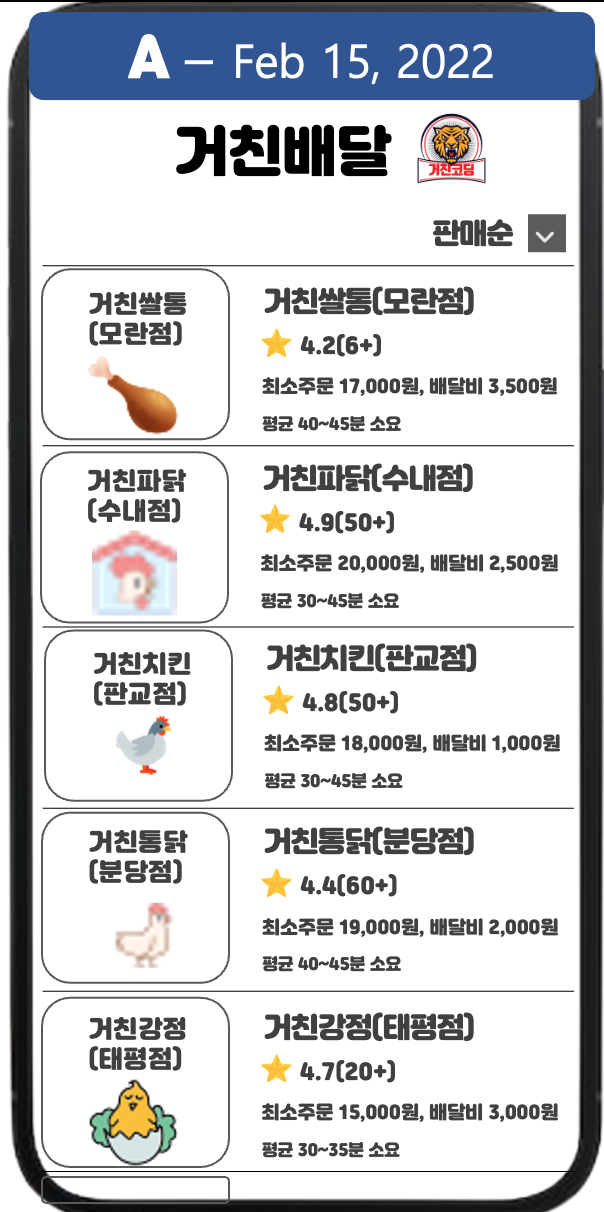 A – Feb 15, 2022
거친배달
거친코딩
판매순
거친쌀통
(모란점)
거친쌀통(모란점)
4.2(6+)
최소주문 17,000원, 배달비 3,500원
평균 40~45분 소요
거친파닭
(수내점)
거친파닭(수내점)
4.9(50+)
최소주문 20,000원, 배달비 2,500원
평균 30~45분 소요
거친치킨
(판교점)
거친치킨(판교점)
4.8(50+)
최소주문 18,000원, 배달비 1,000원
평균 30~45분 소요
거친통닭
(분당점)
거친통닭(분당점)
4.4(60+)
최소주문 19,000원, 배달비 2,000원
평균 40~45분 소요
거친강정
(태평점)
거친강정(태평점)
4.7(20+)
최소주문 15,000원, 배달비 3,000원
평균 30~35분 소요